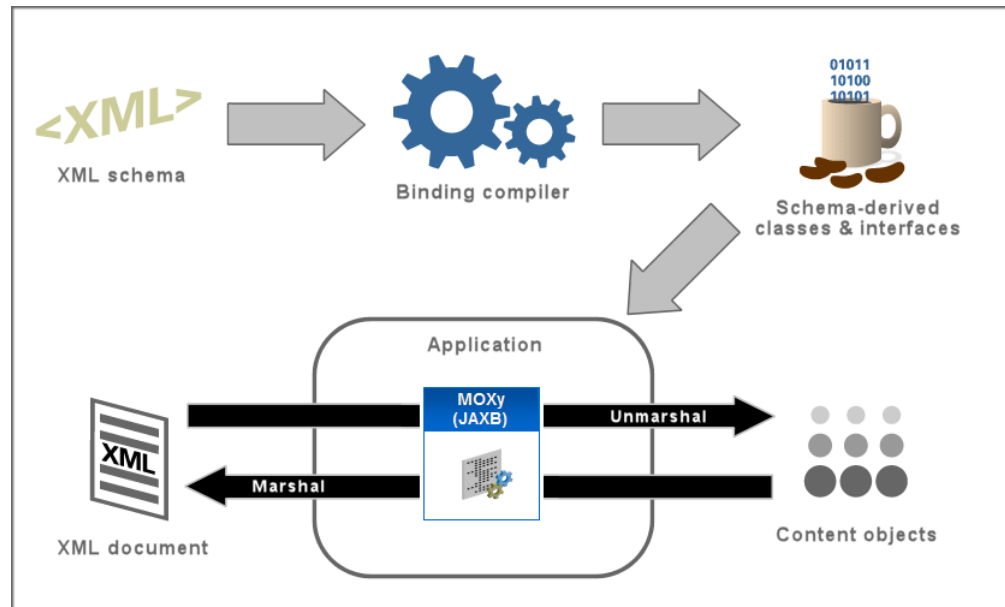 <XML>
XML schema
Binding compiler
01011
10100
10101
Schema-derived
classes & interfaces
Application
MOXy
(JAXB)
Unmarshal
XML
Marshal
XML document
Content objects